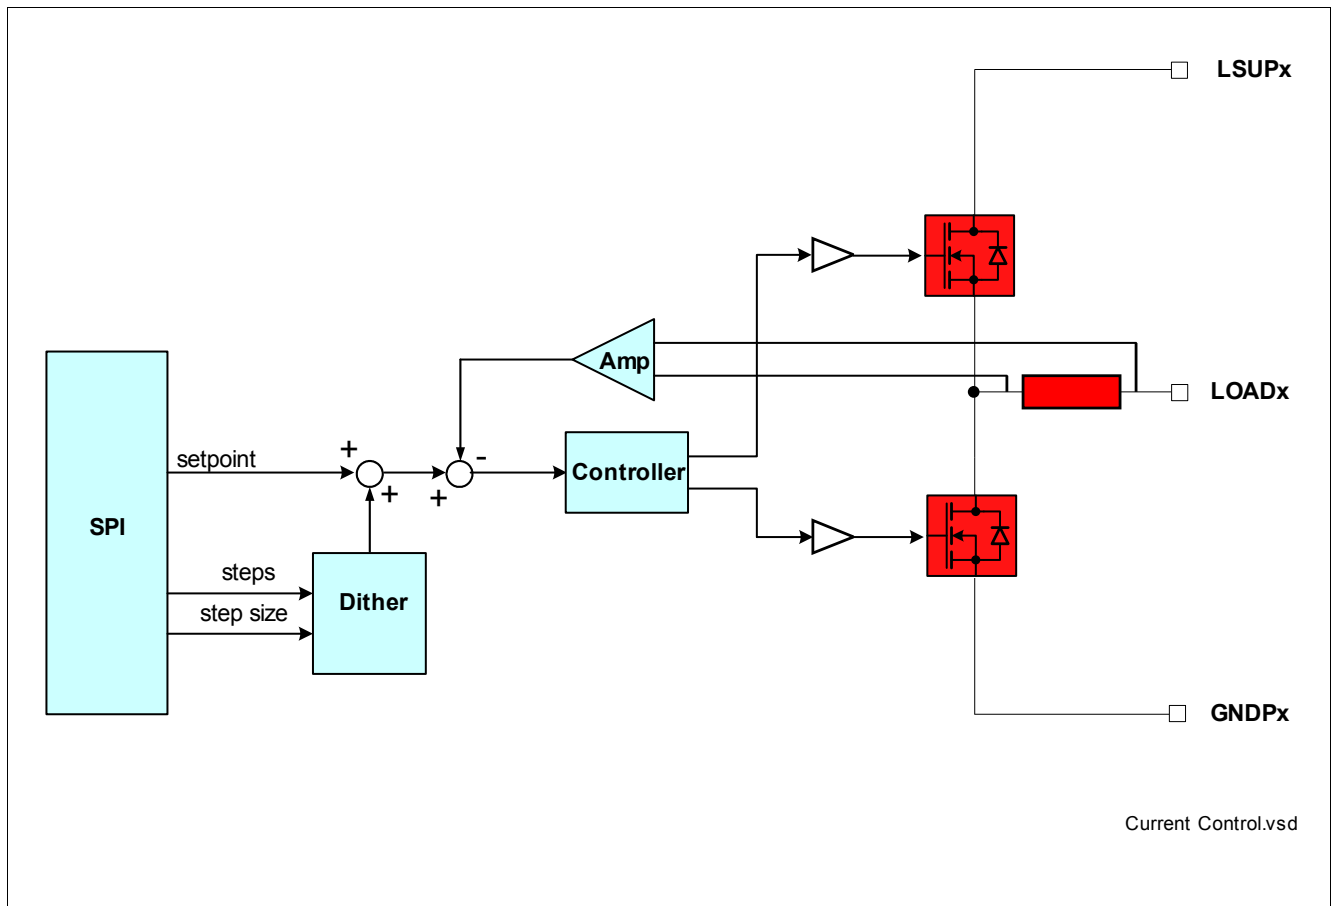 LSUPx
Amp
LOADx
+
-
setpoint
Controller
+
+
SPI
steps
Dither
step size
GNDPx
Current Control.vsd